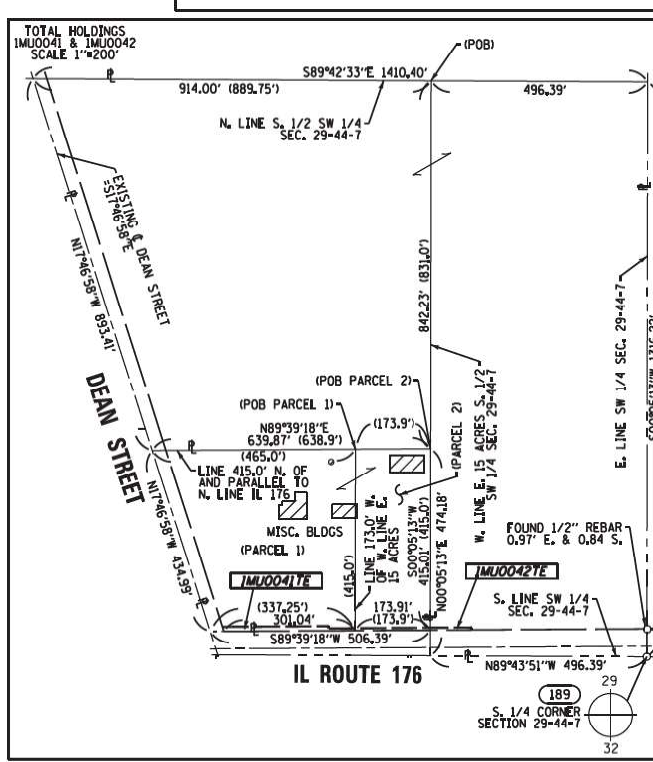 TOTAL HOLDINGS
1MU0041 & 1MU0042
SCALE 1"=200'
(POB)
S89°42'33"E 1410.40'
914.00' (889.75')
496.39'
N. LINE S. 1/2 SW 1/4
SEC. 29-44-7
EXISTING ℄ DEAN STREET
=S17°46'58"E
N17°46'58"W 893.41'
842.23' (831.0')
E. LINE SW 1/4 SEC. 29-44-7
DEAN STREET
(POB PARCEL 2)
(POB PARCEL 1)
N89°39'18"E
639.87' (638.9')
(173.9')
(465.0')
LINE 415.0' N. OF
AND PARALLEL TO
N. LINE IL 176
(PARCEL 2)
W. LINE E. 15 ACRES S. 1/2
SW 1/4 SEC. 29-44-7
N17°46'58"W 434.99'
MISC. BLDGS
(PARCEL 1)
(415.0')
LINE 173.0' W.
OF W. LINE E.
15 ACRES
S00°05'13"W
415.01' (415.0')
N00°05'13"E 474.18'
FOUND 1/2" REBAR
0.97' E. & 0.84' S.
1MU0041TE
1MU0042TE
(337.25')
301.04'
173.91'
(173.9')
S. LINE SW 1/4
SEC. 29-44-7
S89°39'18"W 506.39'
IL ROUTE 176
N89°43'51"W 496.39'
189
S. 1/4 CORNER
SECTION 29-44-7
29
32